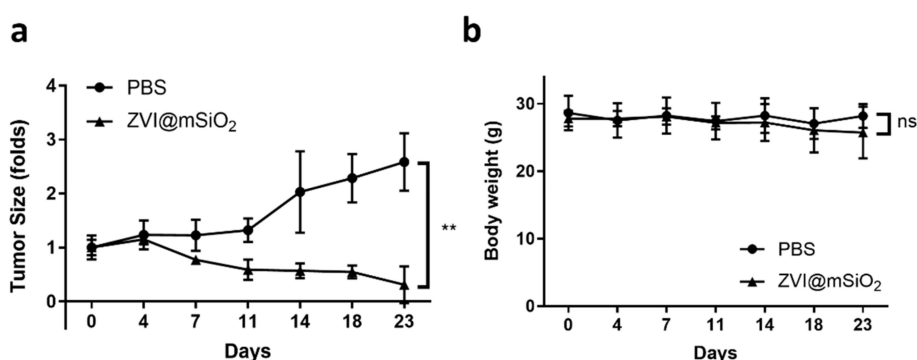 a
PBS
ZVI@mSiO₂
Tumor Size (folds)
4
3
2
1
0
**
0 4 7 11 14 18 23
Days
b
Body weight (g)
30
20
10
0
ns
PBS
ZVI@mSiO₂
0 4 7 11 14 18 23
Days